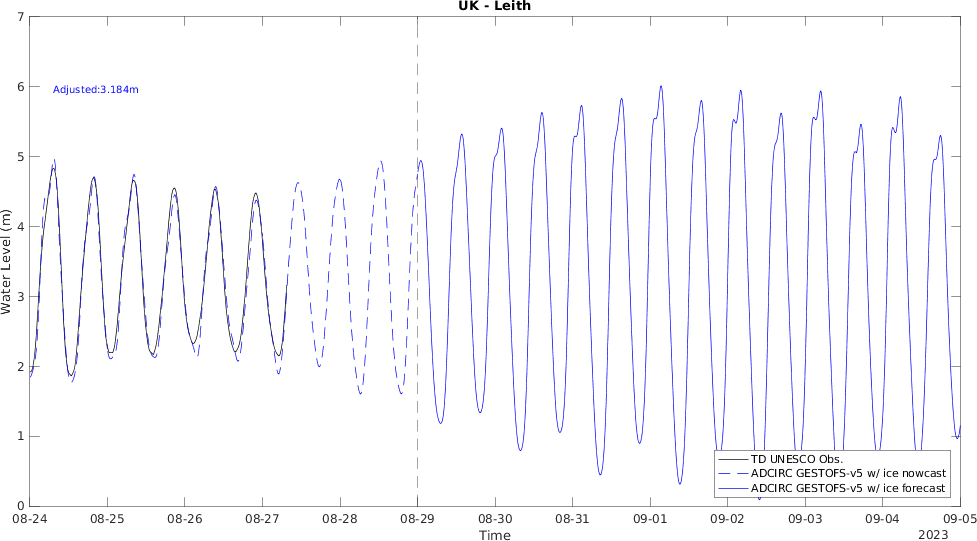 UK - Leith
7
6
5
4
3
2
1
0
Water Level (m)
Adjusted:3.184m
TD UNESCO Obs.
ADCIRC GESTOFS-v5 w/ ice nowcast
ADCIRC GESTOFS-v5 w/ ice forecast
08-24 08-25 08-26 08-27 08-28 08-29 08-30 08-31 09-01 09-02 09-03 09-04 09-05
Time
2023